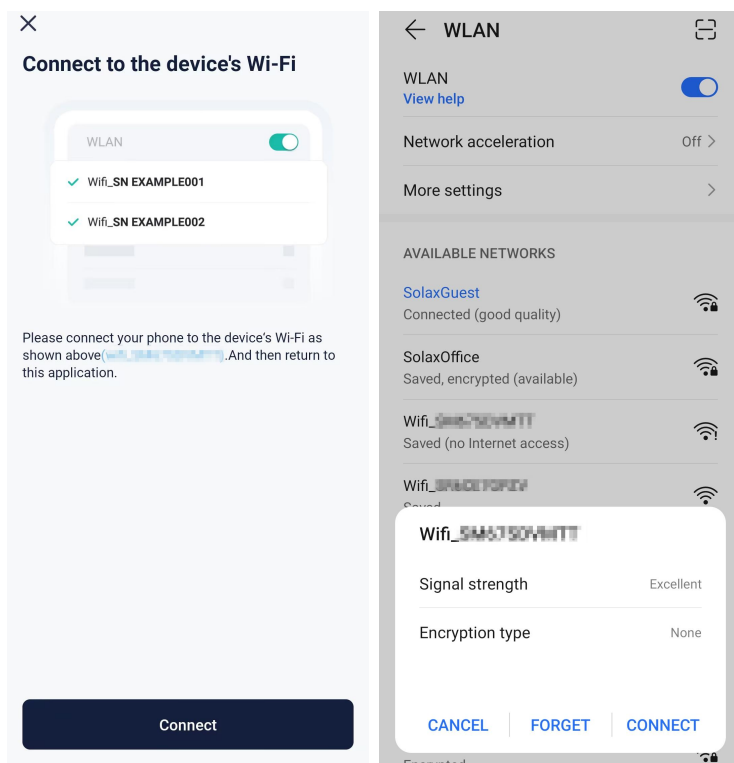 Connect to the device's Wi-Fi
WLAN
Wifi_SN EXAMPLE001
Wifi_SN EXAMPLE002
Please connect your phone to the device's Wi-Fi as
shown above( ).And then return to
this application.
Connect
WLAN
WLAN
View help
Network acceleration
Off
More settings
AVAILABLE NETWORKS
SolaxGuest
Connected (good quality)
SolaxOffice
Saved, encrypted (available)
Wifi_
Saved (no Internet access)
Wifi_
Wifi_
Signal strength
Excellent
Encryption type
None
CANCEL
FORGET
CONNECT